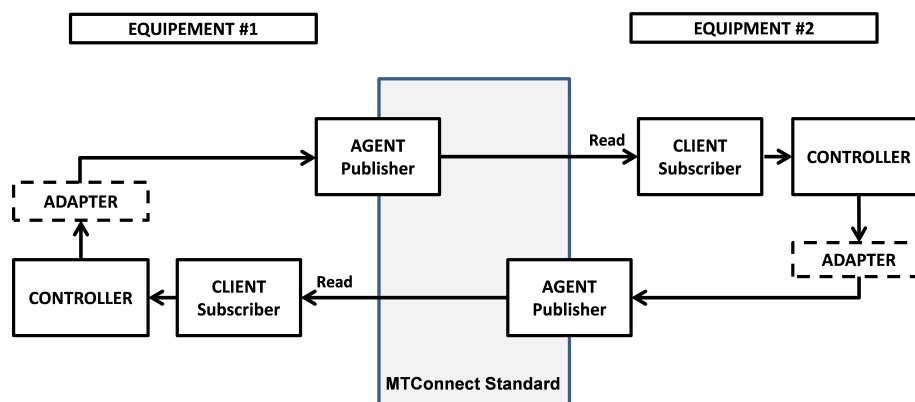 EQUIPEMENT #1
EQUIPMENT #2
AGENT
Publisher
Read
CLIENT
Subscriber
CONTROLLER
ADAPTER
ADAPTER
CONTROLLER
CLIENT
Subscriber
Read
AGENT
Publisher
MTConnect Standard